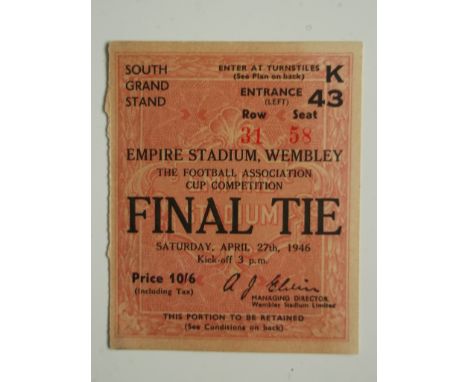 SOUTH
GRAND
STAND
ENTER AT TURNSTILES
(See Plan on back)
K
ENTRANCE
(LEFT)
43
Row Seat
31 58
EMPIRE STADIUM, WEMBLEY
THE FOOTBALL ASSOCIATION
CUP COMPETITION
FINAL TIE
STADIUM
SATURDAY, APRIL 27th, 1946
Kick-off 3 p.m.
Price 10/6
(Including Tax)
A J Elvin
MANAGING DIRECTOR
Wembley Stadium Limited
THIS PORTION TO BE RETAINED
(See Conditions on back)